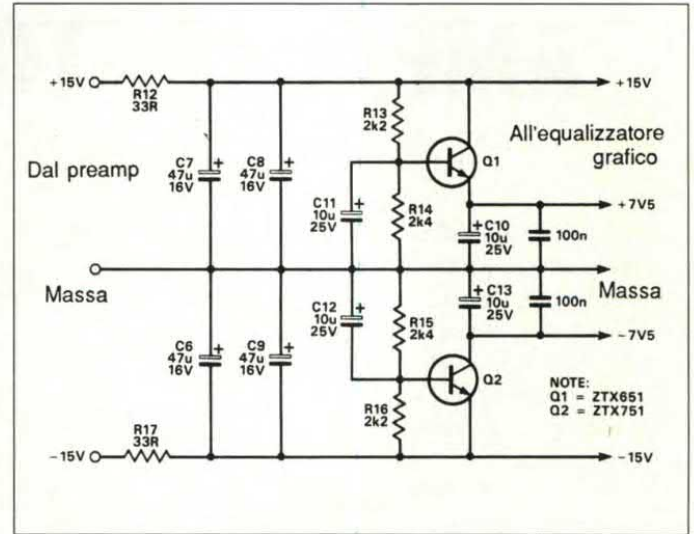 +15V
R12
33R
+15V
R13
2k2
Q1
All'equalizzatore
grafico
Dal preamp
C7
47u
16V
+
C8
47u
16V
+
C11
10u
25V
+
R14
2k4
+7V5
C10
10u
25V
+
100n
Massa
Massa
C6
47u
16V
+
C9
47u
16V
+
C12
10u
25V
+
R15
2k4
C13
10u
25V
+
100n
-7V5
R16
2k2
Q2
NOTE:
Q1 = ZTX651
Q2 = ZTX751
R17
33R
-15V
-15V